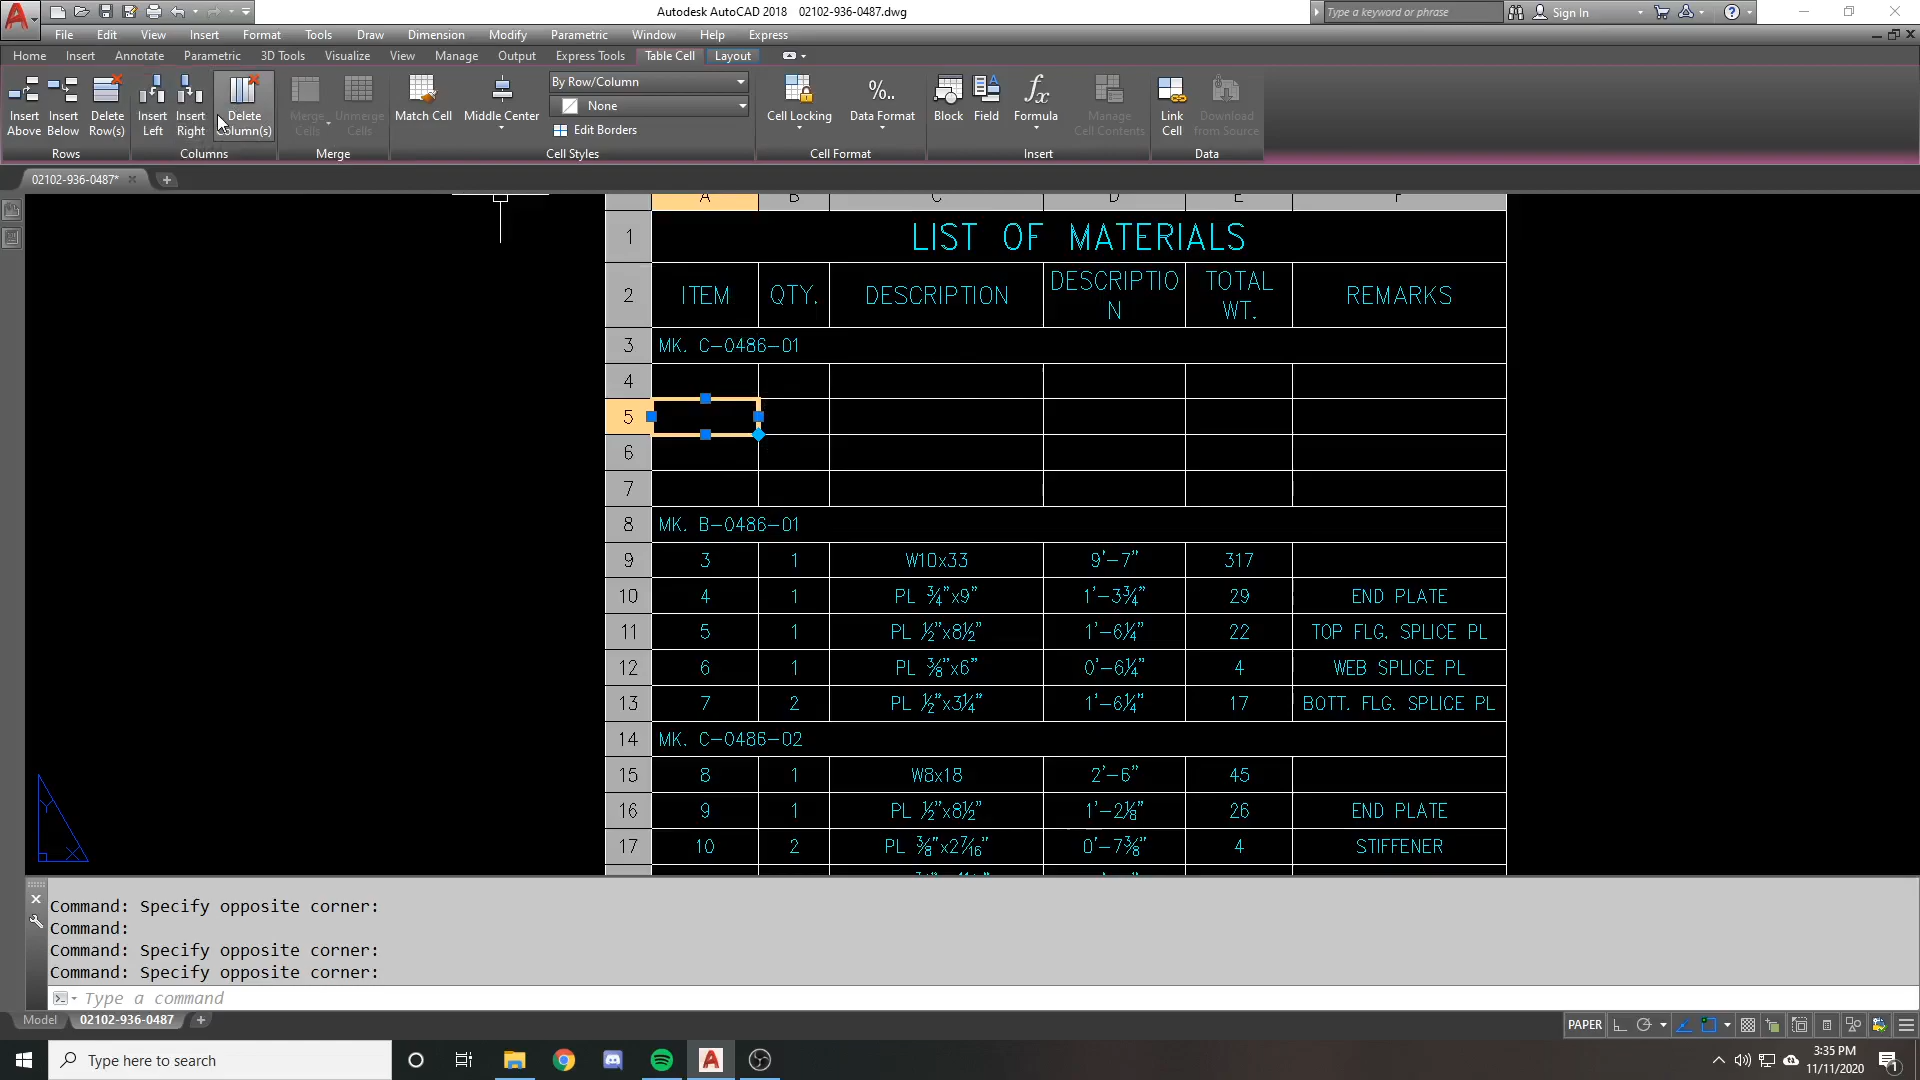 Autodesk AutoCAD 2018 02102-936-0487.dwg
Type a keyword or phrase
Sign In
File Edit View Insert Format Tools Draw Dimension Modify Parametric Window Help Express
Home Insert Annotate Parametric 3D Tools Visualize View Manage Output Express Tools Table Cell Layout
Insert Above
Insert Below
Delete Row(s)
Rows
Insert Left
Insert Right
Delete Column(s)
Columns
Merge Cells
Unmerge Cells
Merge
Match Cell
Middle Center
By Row/Column
None
Edit Borders
Cell Styles
Cell Locking
%..
Data Format
Cell Format
Block
Field
fx
Formula
Manage Cell Contents
Insert
Link Cell
Download from Source
Data
02102-936-0487*
A B C D E F
1 LIST OF MATERIALS
2 ITEM QTY. DESCRIPTION DESCRIPTIO N TOTAL WT. REMARKS
3 MK. C-0486-01
4
5
6
7
8 MK. B-0486-01
9 3 1 W10x33 9'-7" 317
10 4 1 PL ¾"x9" 1'-3¾" 29 END PLATE
11 5 1 PL ½"x8½" 1'-6¼" 22 TOP FLG. SPLICE PL
12 6 1 PL ⅜"x6" 0'-6¼" 4 WEB SPLICE PL
13 7 2 PL ½"x3¼" 1'-6¼" 17 BOTT. FLG. SPLICE PL
14 MK. C-0486-02
15 8 1 W8x18 2'-6" 45
16 9 1 PL ½"x8½" 1'-2⅛" 26 END PLATE
17 10 2 PL ⅜"x2⁷⁄₁₆" 0'-7⅜" 4 STIFFENER
Y
X
Command: Specify opposite corner:
Command:
Command: Specify opposite corner:
Command: Specify opposite corner:
Type a command
Model 02102-936-0487
PAPER
Type here to search
3:35 PM
11/11/2020
1